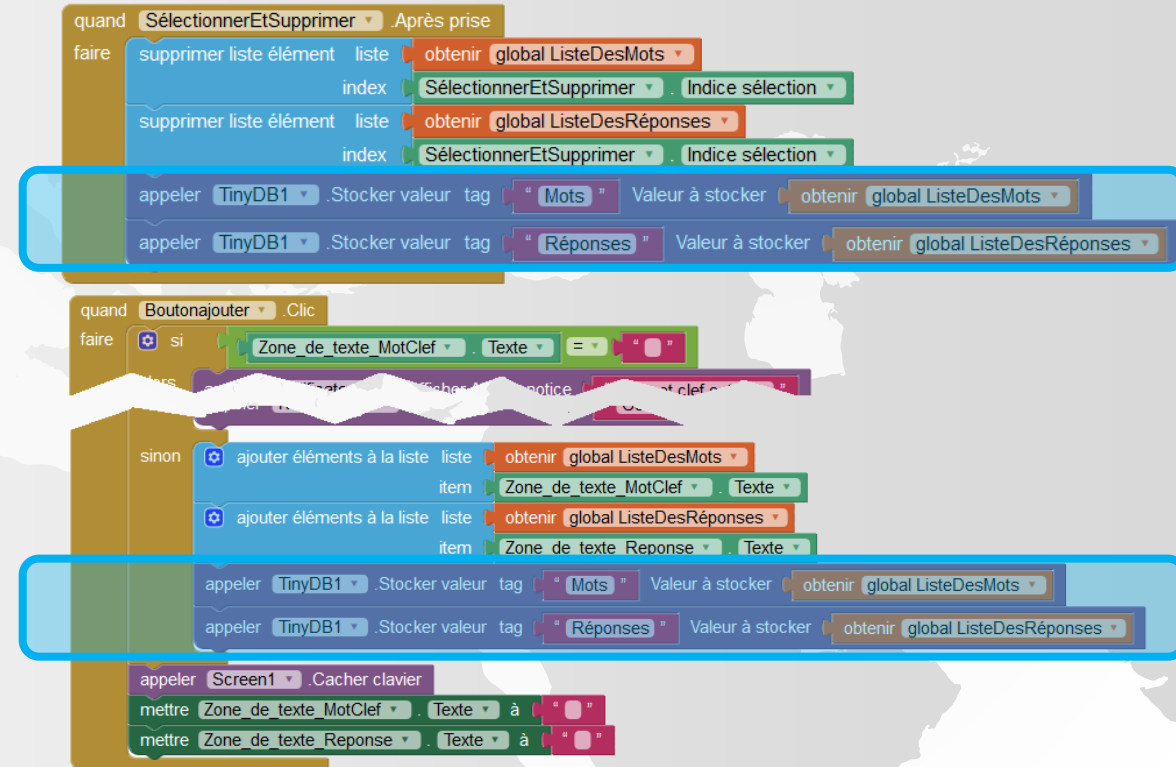 quand SélectionnerEtSupprimer .Après prise
faire supprimer liste élément liste obtenir global ListeDesMots
index SélectionnerEtSupprimer . Indice sélection
supprimer liste élément liste obtenir global ListeDesRéponses
index SélectionnerEtSupprimer . Indice sélection
appeler TinyDB1 .Stocker valeur tag " Mots " Valeur à stocker obtenir global ListeDesMots
appeler TinyDB1 .Stocker valeur tag " Réponses " Valeur à stocker obtenir global ListeDesRéponses
quand Boutonajouter .Clic
faire si Zone_de_texte_MotClef . Texte = " "
notice clef
sinon ajouter éléments à la liste liste obtenir global ListeDesMots
item Zone_de_texte_MotClef . Texte
ajouter éléments à la liste liste obtenir global ListeDesRéponses
item Zone_de_texte_Reponse . Texte
appeler TinyDB1 .Stocker valeur tag " Mots " Valeur à stocker obtenir global ListeDesMots
appeler TinyDB1 .Stocker valeur tag " Réponses " Valeur à stocker obtenir global ListeDesRéponses
appeler Screen1 .Cacher clavier
mettre Zone_de_texte_MotClef . Texte à " "
mettre Zone_de_texte_Reponse . Texte à " "